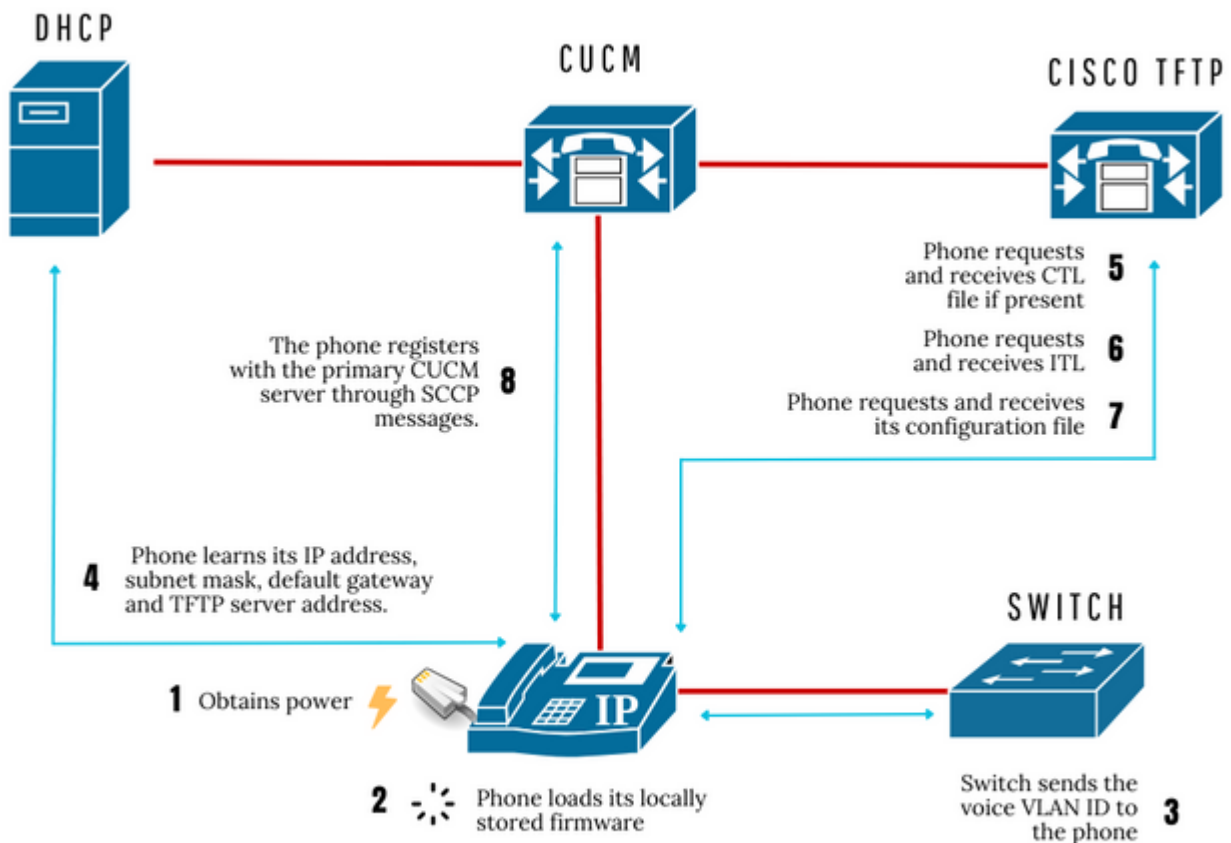 DHCP
CUCM
CISCO TFTP
Phone requests
and receives CTL
file if present
5
Phone requests
and receives ITL
6
Phone requests and receives
its configuration file
7
The phone registers
with the primary CUCM
server through SCCP
messages.
8
4
Phone learns its IP address,
subnet mask, default gateway
and TFTP server address.
SWITCH
1 Obtains power
IP
2
Phone loads its locally
stored firmware
Switch sends the
voice VLAN ID to
the phone
3